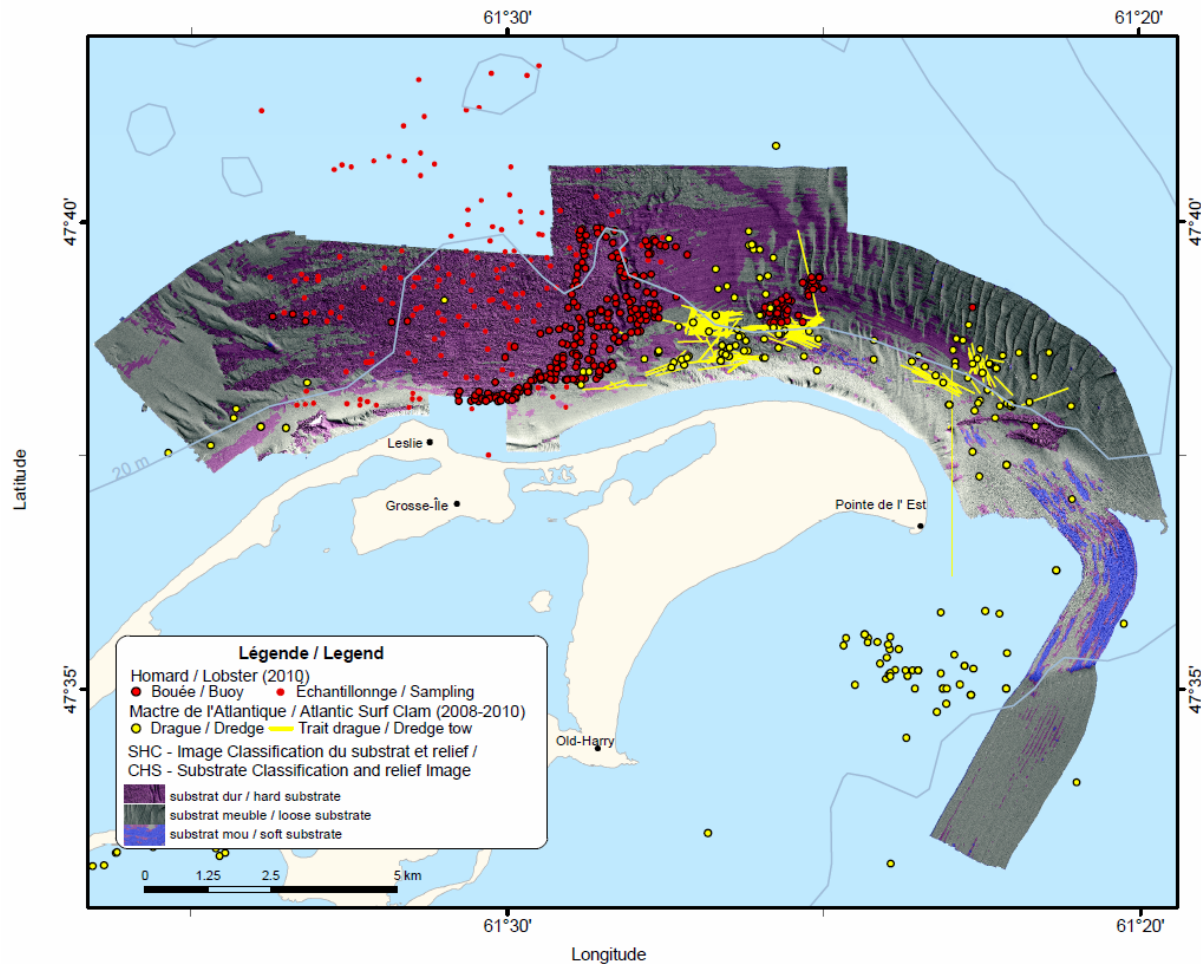 61°30' 61°20'
47°40' 47°40'
Leslie
20 m
Latitude
Grosse-Île
Pointe de l' Est
Légende / Legend
Homard / Lobster (2010)
Bouée / Buoy Échantillonnge / Sampling
Mactre de l'Atlantique / Atlantic Surf Clam (2008-2010)
Drague / Dredge Trait drague / Dredge tow
SHC - Image Classification du substrat et relief /
CHS - Substrate Classification and relief Image
substrat dur / hard substrate
substrat meuble / loose substrate
substrat mou / soft substrate
47°35' 47°35'
Old-Harry
0 1.25 2.5 5 km
61°30' 61°20'
Longitude